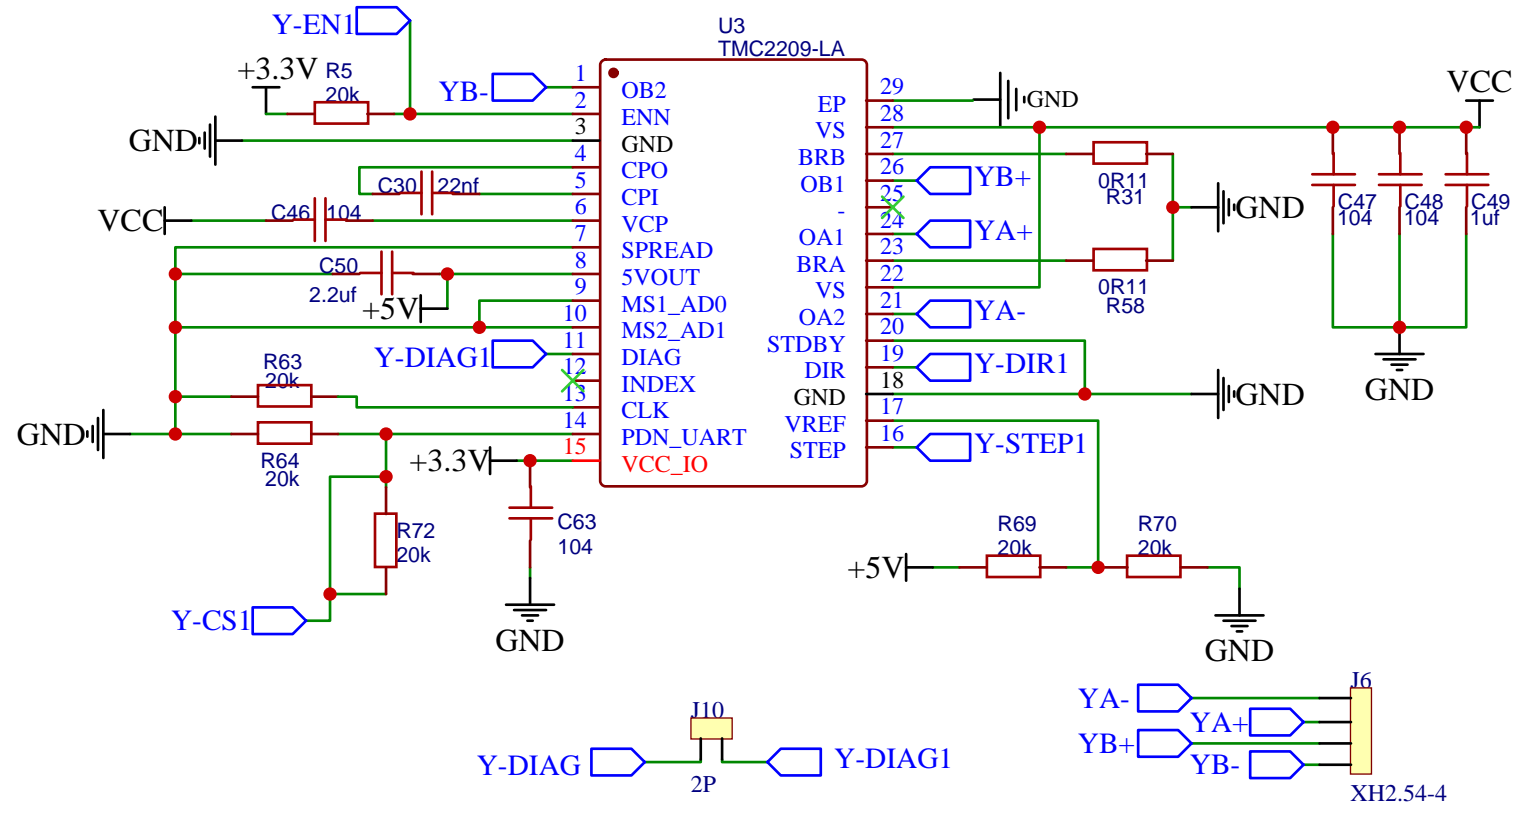 Y-EN1
U3
TMC2209-LA
+3.3V
R5
20k
YB-
GND
VCC
C30
22nf
C46
104
C50
2.2uf
+5V
Y-DIAG1
R63
20k
GND
R64
20k
+3.3V
R72
20k
C63
104
GND
Y-CS1
1
2
3
4
5
6
7
8
9
10
11
12
13
14
15
OB2
ENN
GND
CPO
CPI
VCP
SPREAD
5VOUT
MS1_AD0
MS2_AD1
DIAG
INDEX
CLK
PDN_UART
VCC_IO
EP
VS
BRB
OB1
-
OA1
BRA
VS
OA2
STDBY
DIR
GND
VREF
STEP
29
28
27
26
25
24
23
22
21
20
19
18
17
16
GND
VCC
0R11
R31
YB+
GND
YA+
0R11
R58
YA-
Y-DIR1
GND
Y-STEP1
C47
104
C48
104
C49
1uf
GND
R69
20k
R70
20k
+5V
GND
J10
Y-DIAG
Y-DIAG1
2P
J6
YA-
YA+
YB+
YB-
XH2.54-4